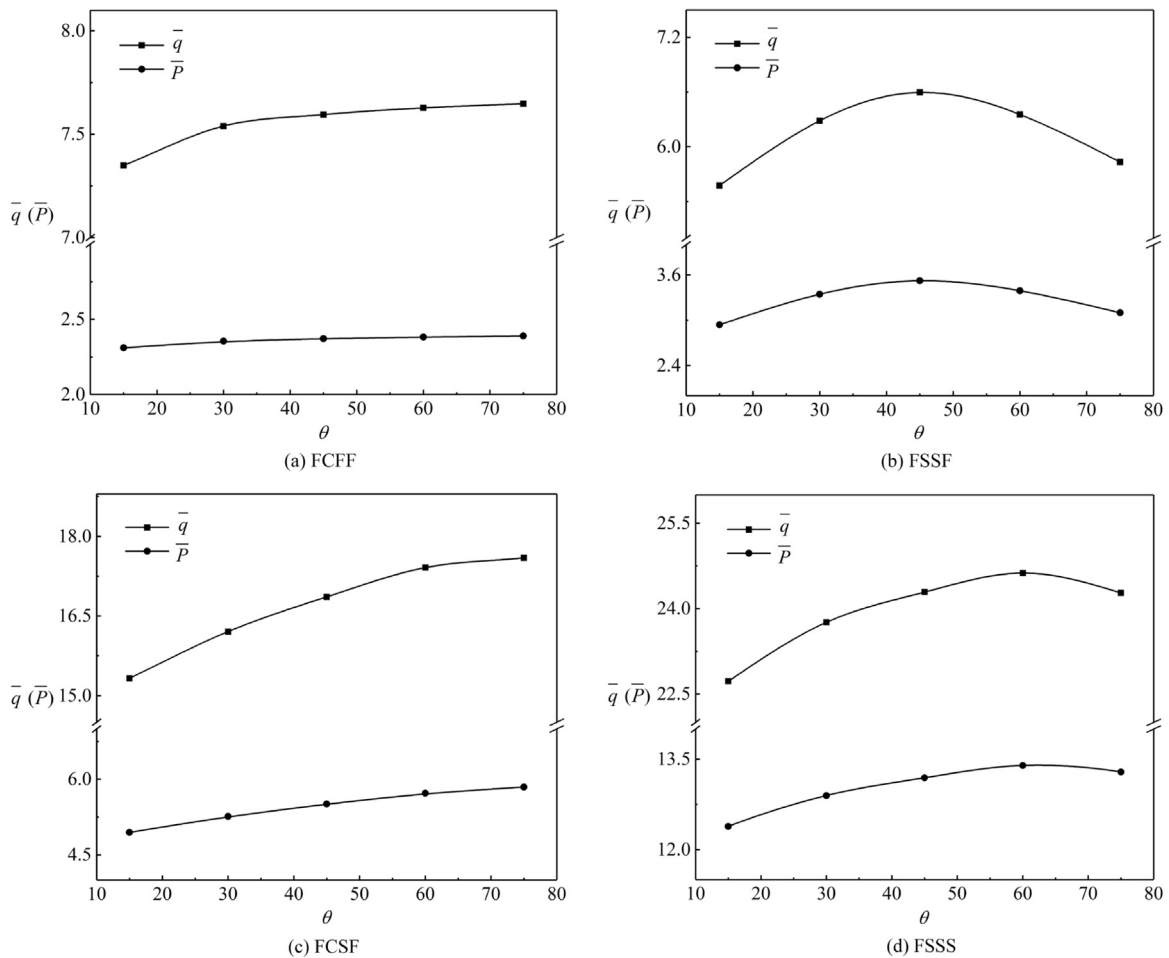 8.0
7.5
7.0
2.5
2.0
q̅
P̅
q̅ (P̅)
10 20 30 40 50 60 70 80
θ
(a) FCFF
7.2
6.0
3.6
2.4
q̅
P̅
q̅ (P̅)
10 20 30 40 50 60 70 80
θ
(b) FSSF
18.0
16.5
15.0
6.0
4.5
q̅
P̅
q̅ (P̅)
10 20 30 40 50 60 70 80
θ
(c) FCSF
25.5
24.0
22.5
13.5
12.0
q̅
P̅
q̅ (P̅)
10 20 30 40 50 60 70 80
θ
(d) FSSS